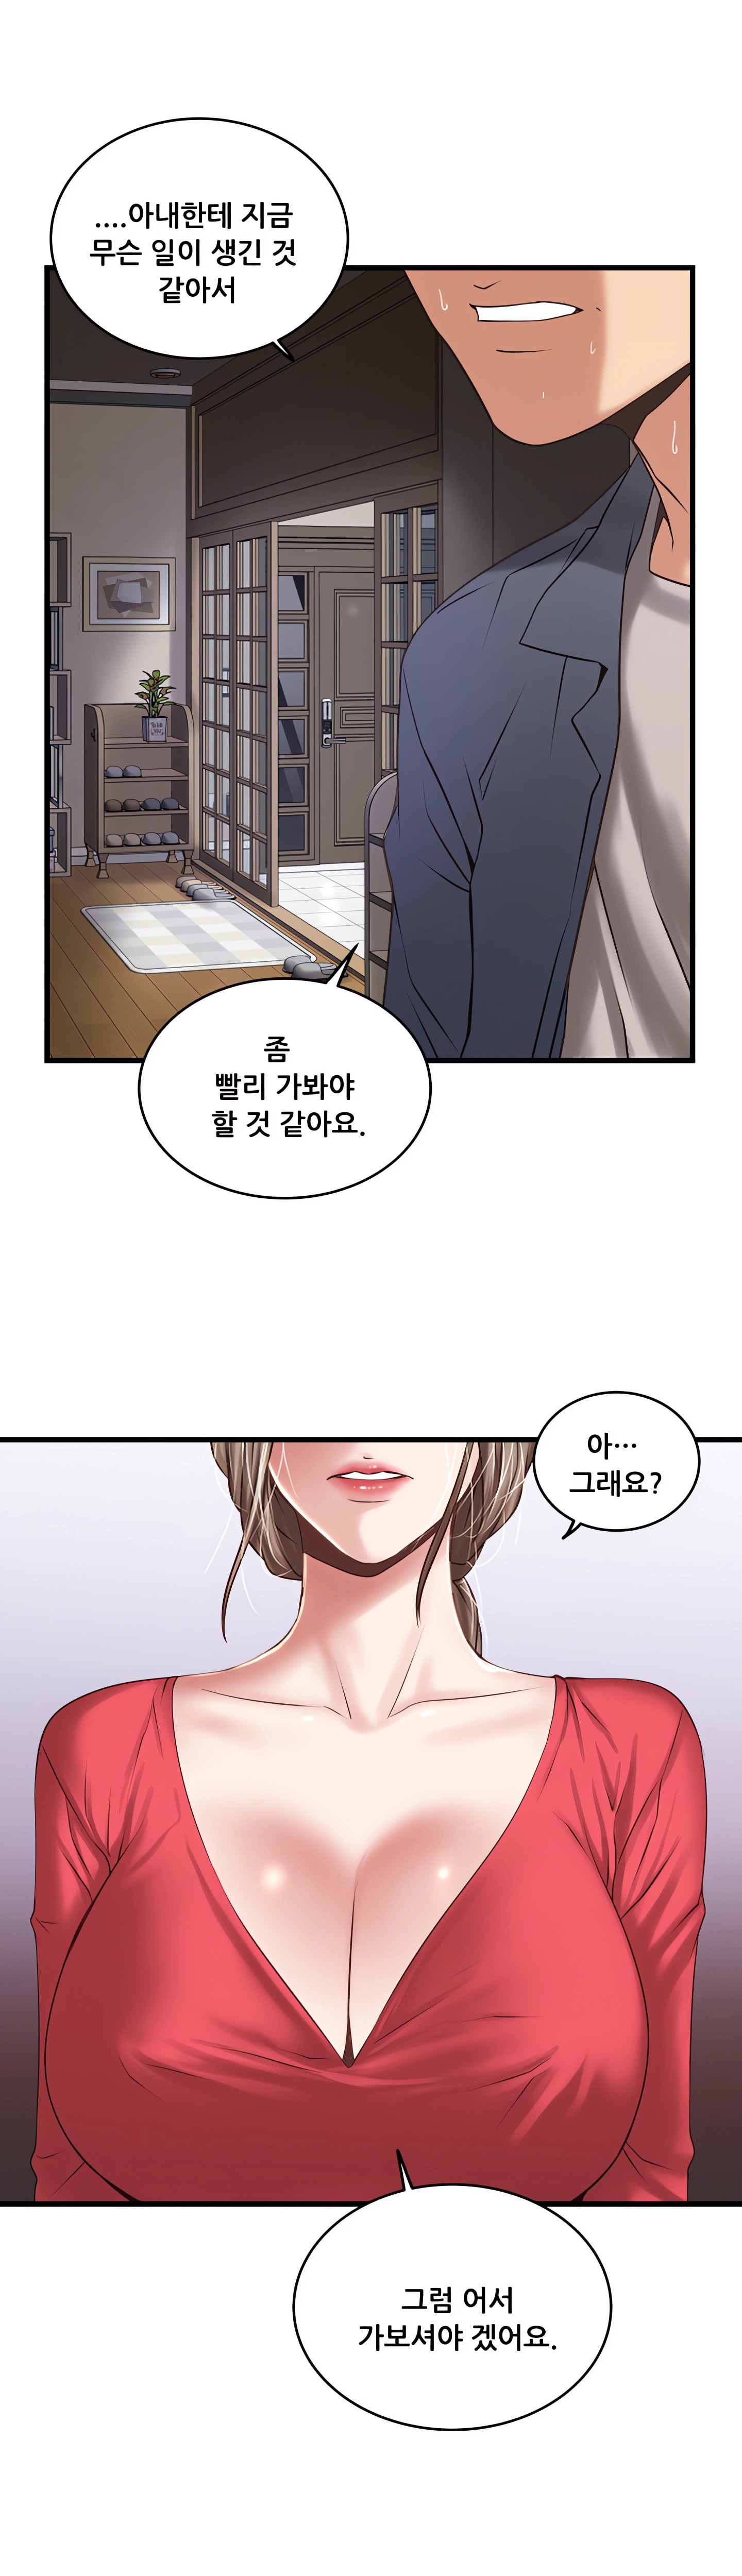 ....아내한테 지금
무슨 일이 생긴 것
같아서
좀
빨리 가봐야
할 것 같아요.
아…
그래요?
그럼 어서
가보셔야 겠어요.